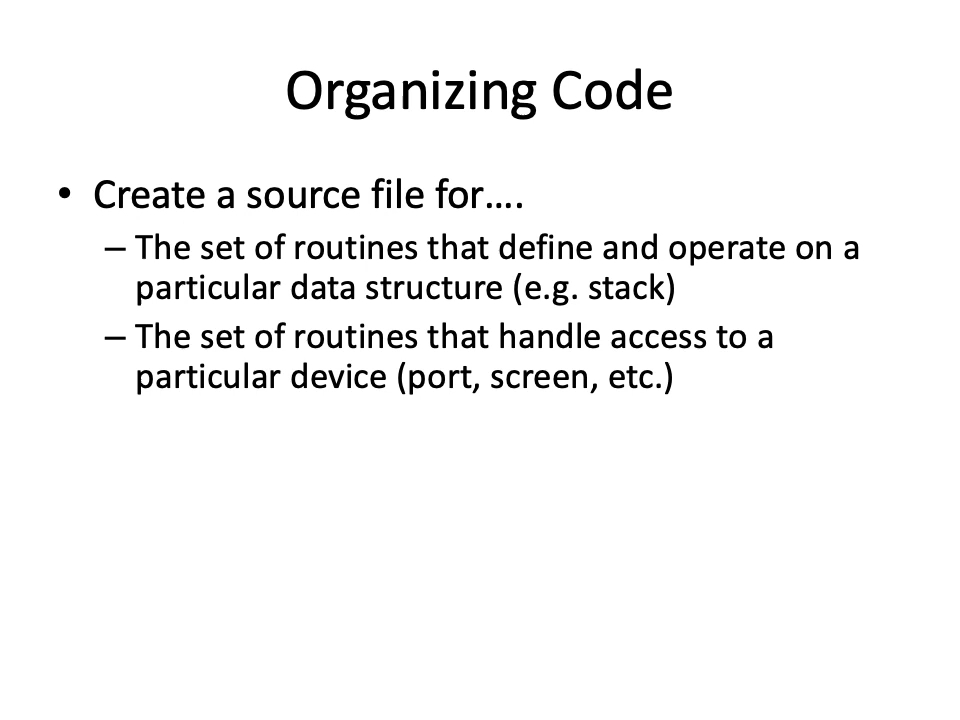 Organizing Code
• Create a source file for….
– The set of routines that define and operate on a
particular data structure (e.g. stack)
– The set of routines that handle access to a
particular device (port, screen, etc.)